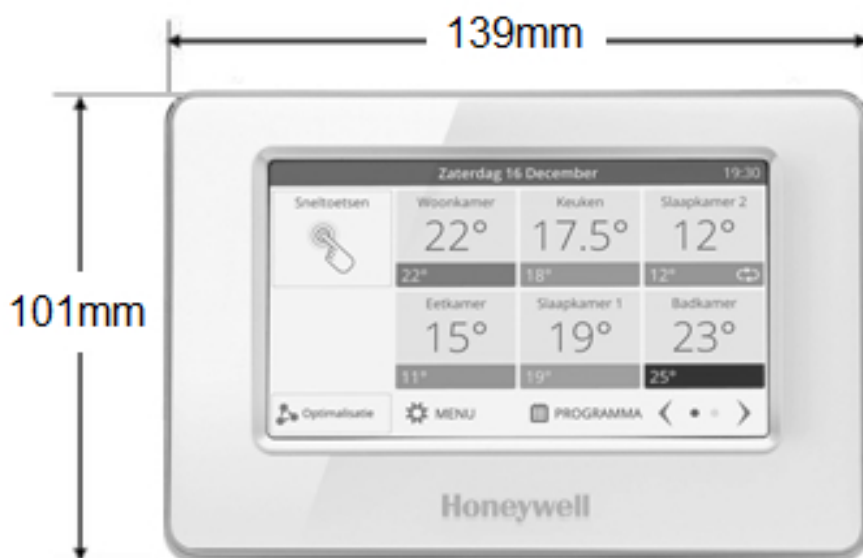 139mm
101mm
Zaterdag 16 December 19:30
Sneltoetsen
Woonkamer Keuken Slaapkamer 2
22° 17.5° 12°
22° 18° 12°
Eetkamer Slaapkamer 1 Badkamer
15° 19° 23°
11° 19° 25°
Optimalisatie MENU PROGRAMMA
Honeywell